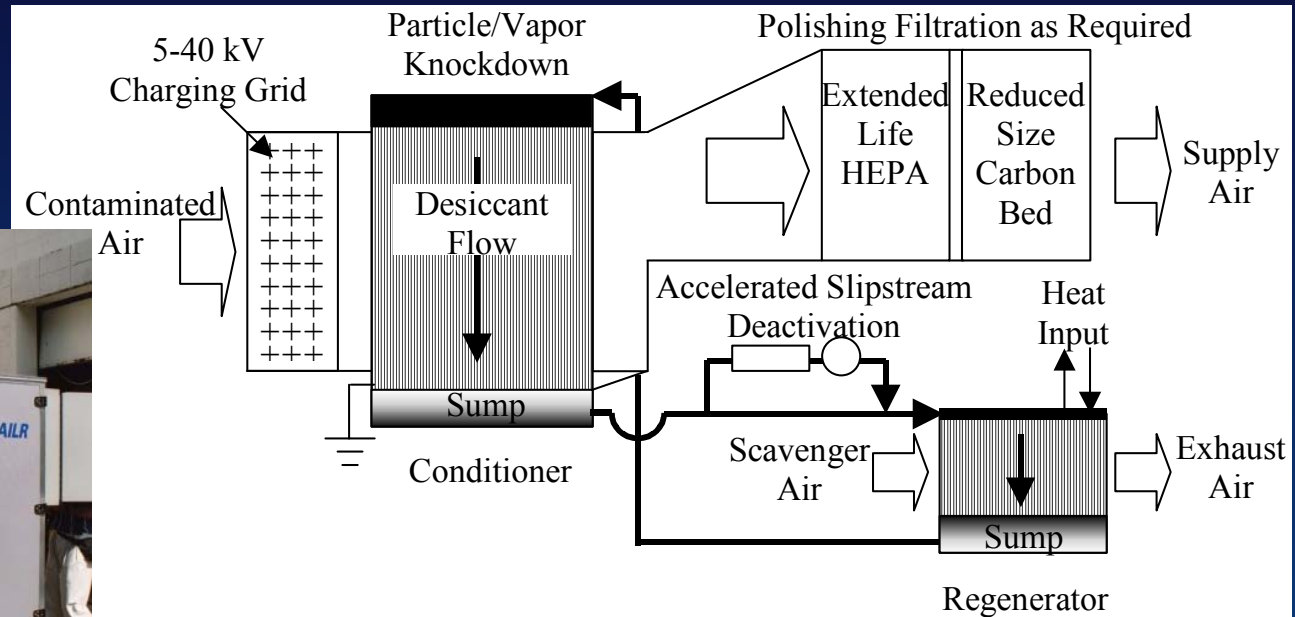 5-40 kV
Charging Grid
Particle/Vapor
Knockdown
Polishing Filtration as Required
Extended
Life
HEPA
Reduced
Size
Carbon
Bed
Supply
Air
Contaminated
Air
Desiccant
Flow
Accelerated Slipstream
Deactivation
Heat
Input
Sump
Conditioner
Scavenger
Air
Exhaust
Air
Sump
Regenerator
AILR